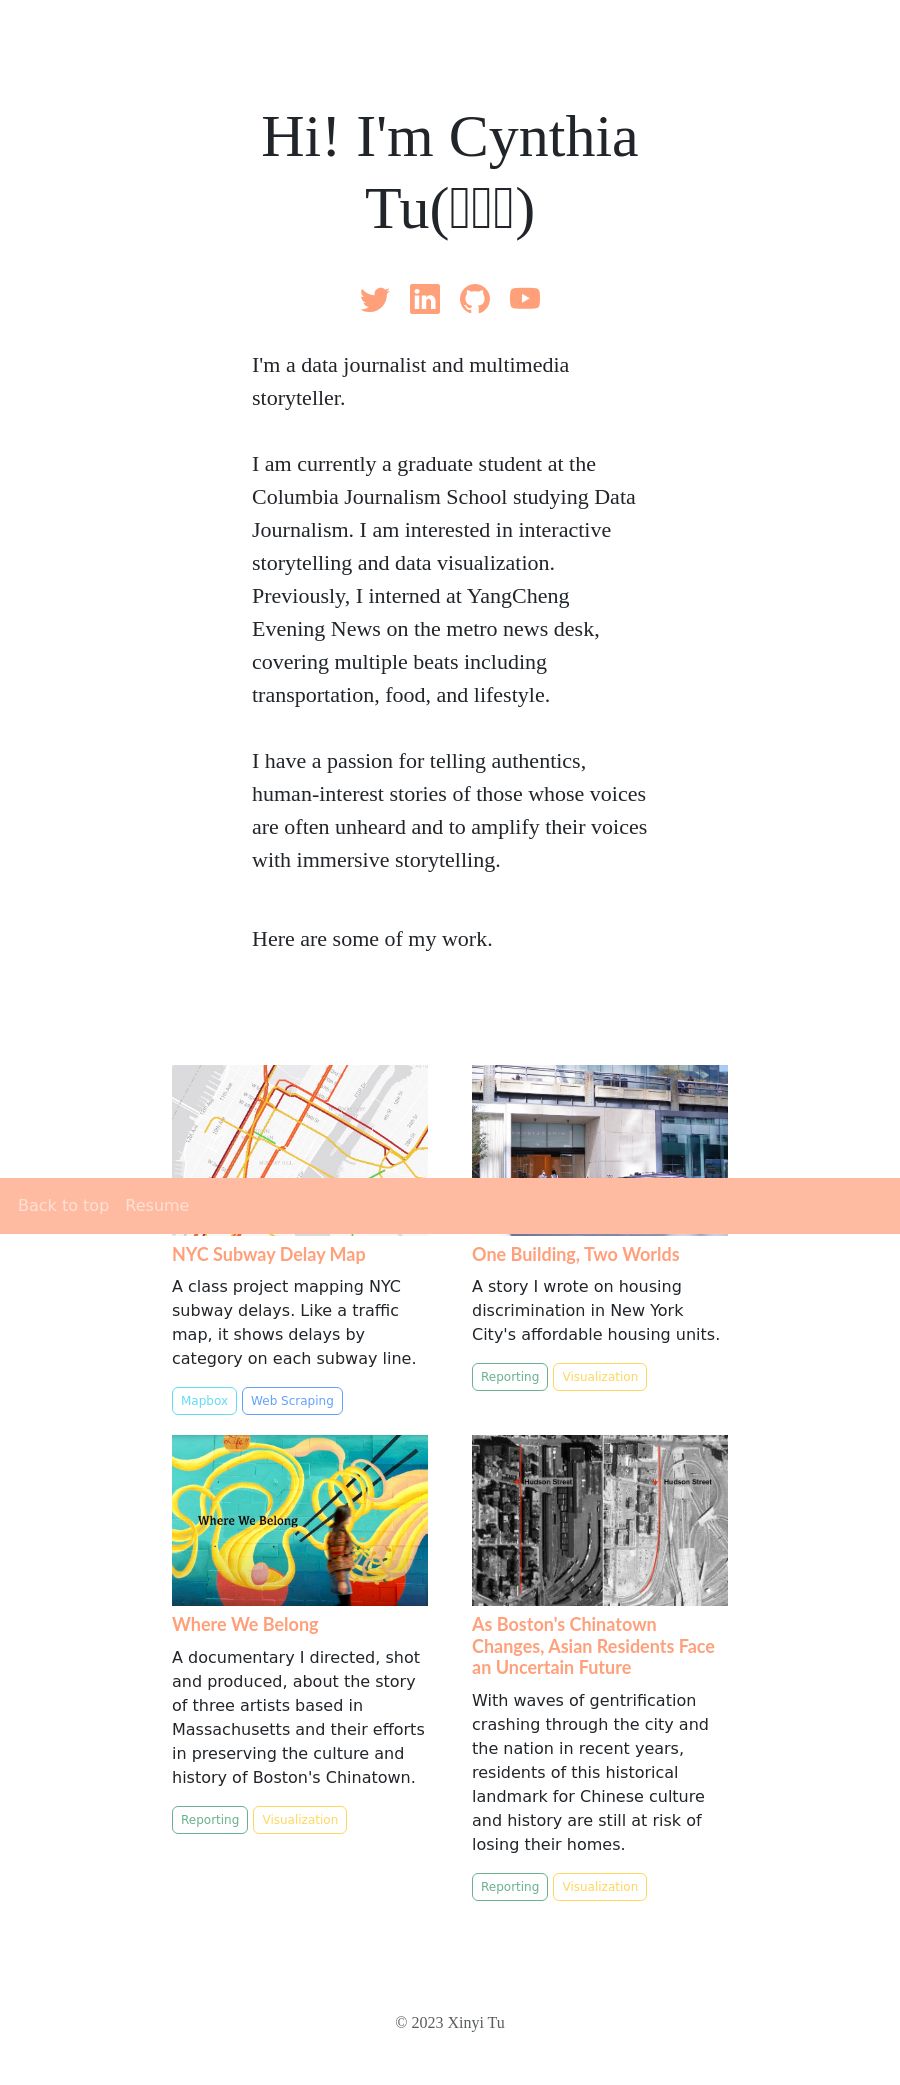 Hi! I'm Cynthia
Tu()
I'm a data journalist and multimedia
storyteller.
I am currently a graduate student at the
Columbia Journalism School studying Data
Journalism. I am interested in interactive
storytelling and data visualization.
Previously, I interned at YangCheng
Evening News on the metro news desk,
covering multiple beats including
transportation, food, and lifestyle.
I have a passion for telling authentics,
human-interest stories of those whose voices
are often unheard and to amplify their voices
with immersive storytelling.
Here are some of my work.
Back to top Resume
NYC Subway Delay Map
A class project mapping NYC
subway delays. Like a traffic
map, it shows delays by
category on each subway line.
Mapbox Web Scraping
One Building, Two Worlds
A story I wrote on housing
discrimination in New York
City's affordable housing units.
Reporting Visualization
Where We Belong
Where We Belong
A documentary I directed, shot
and produced, about the story
of three artists based in
Massachusetts and their efforts
in preserving the culture and
history of Boston's Chinatown.
Reporting Visualization
Hudson Street
Hudson Street
As Boston's Chinatown
Changes, Asian Residents Face
an Uncertain Future
With waves of gentrification
crashing through the city and
the nation in recent years,
residents of this historical
landmark for Chinese culture
and history are still at risk of
losing their homes.
Reporting Visualization
© 2023 Xinyi Tu